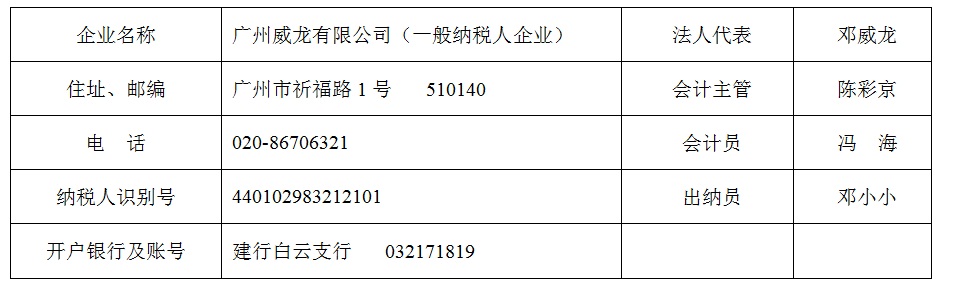 企业名称 广州威龙有限公司（一般纳税人企业） 法人代表 邓威龙
住址、邮编 广州市祈福路1号 510140 会计主管 陈彩京
电 话 020-86706321 会计员 冯 海
纳税人识别号 440102983212101 出纳员 邓小小
开户银行及账号 建行白云支行 032171819